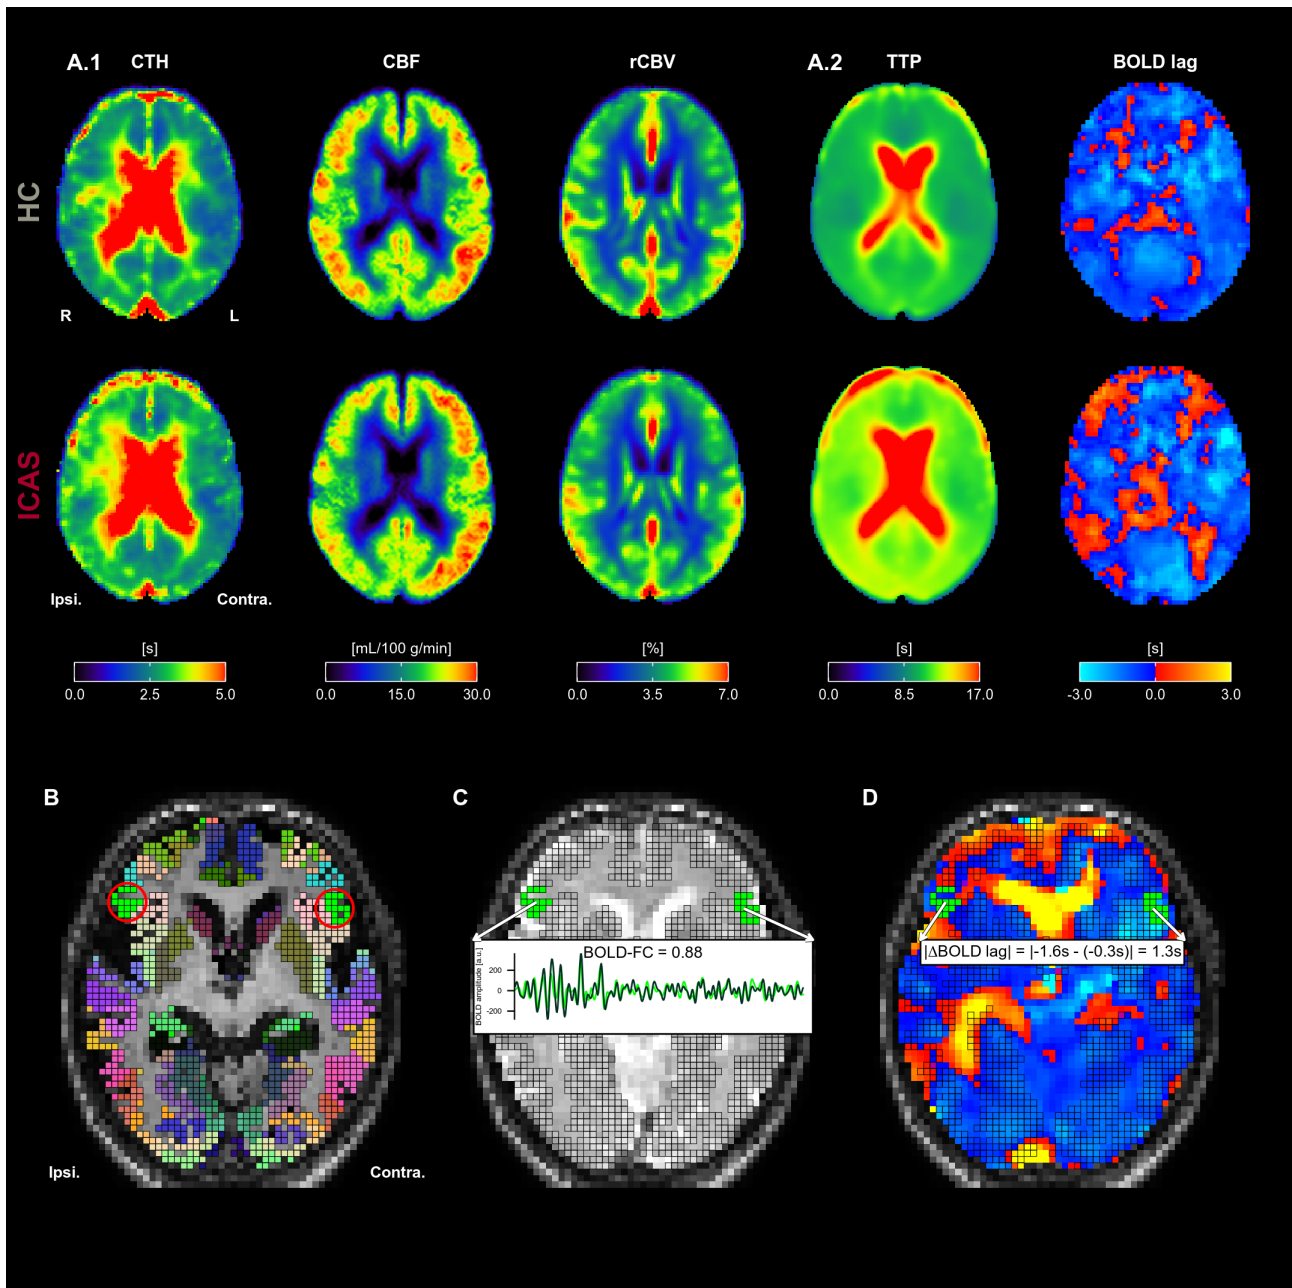 A.1 CTH CBF rCBV A.2 TTP BOLD lag
HC
R L
ICAS
Ipsi. Contra.
[s] [mL/100 g/min] [%] [s] [s]
0.0 2.5 5.0 0.0 15.0 30.0 0.0 3.5 7.0 0.0 8.5 17.0 -3.0 0.0 3.0
B C D
BOLD-FC = 0.88
BOLD amplitude [a.u.]
200
0
-200
|ΔBOLD lag| = |-1.6s - (-0.3s)| = 1.3s
Ipsi. Contra.